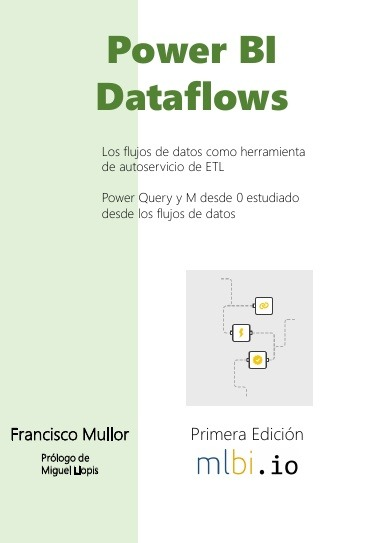 Power BI
Dataflows
Los flujos de datos como herramienta
de autoservicio de ETL
Power Query y M desde 0 estudiado
desde los flujos de datos
Francisco Mullor
Prólogo de
Miguel Llopis
Primera Edición
mlbi.io